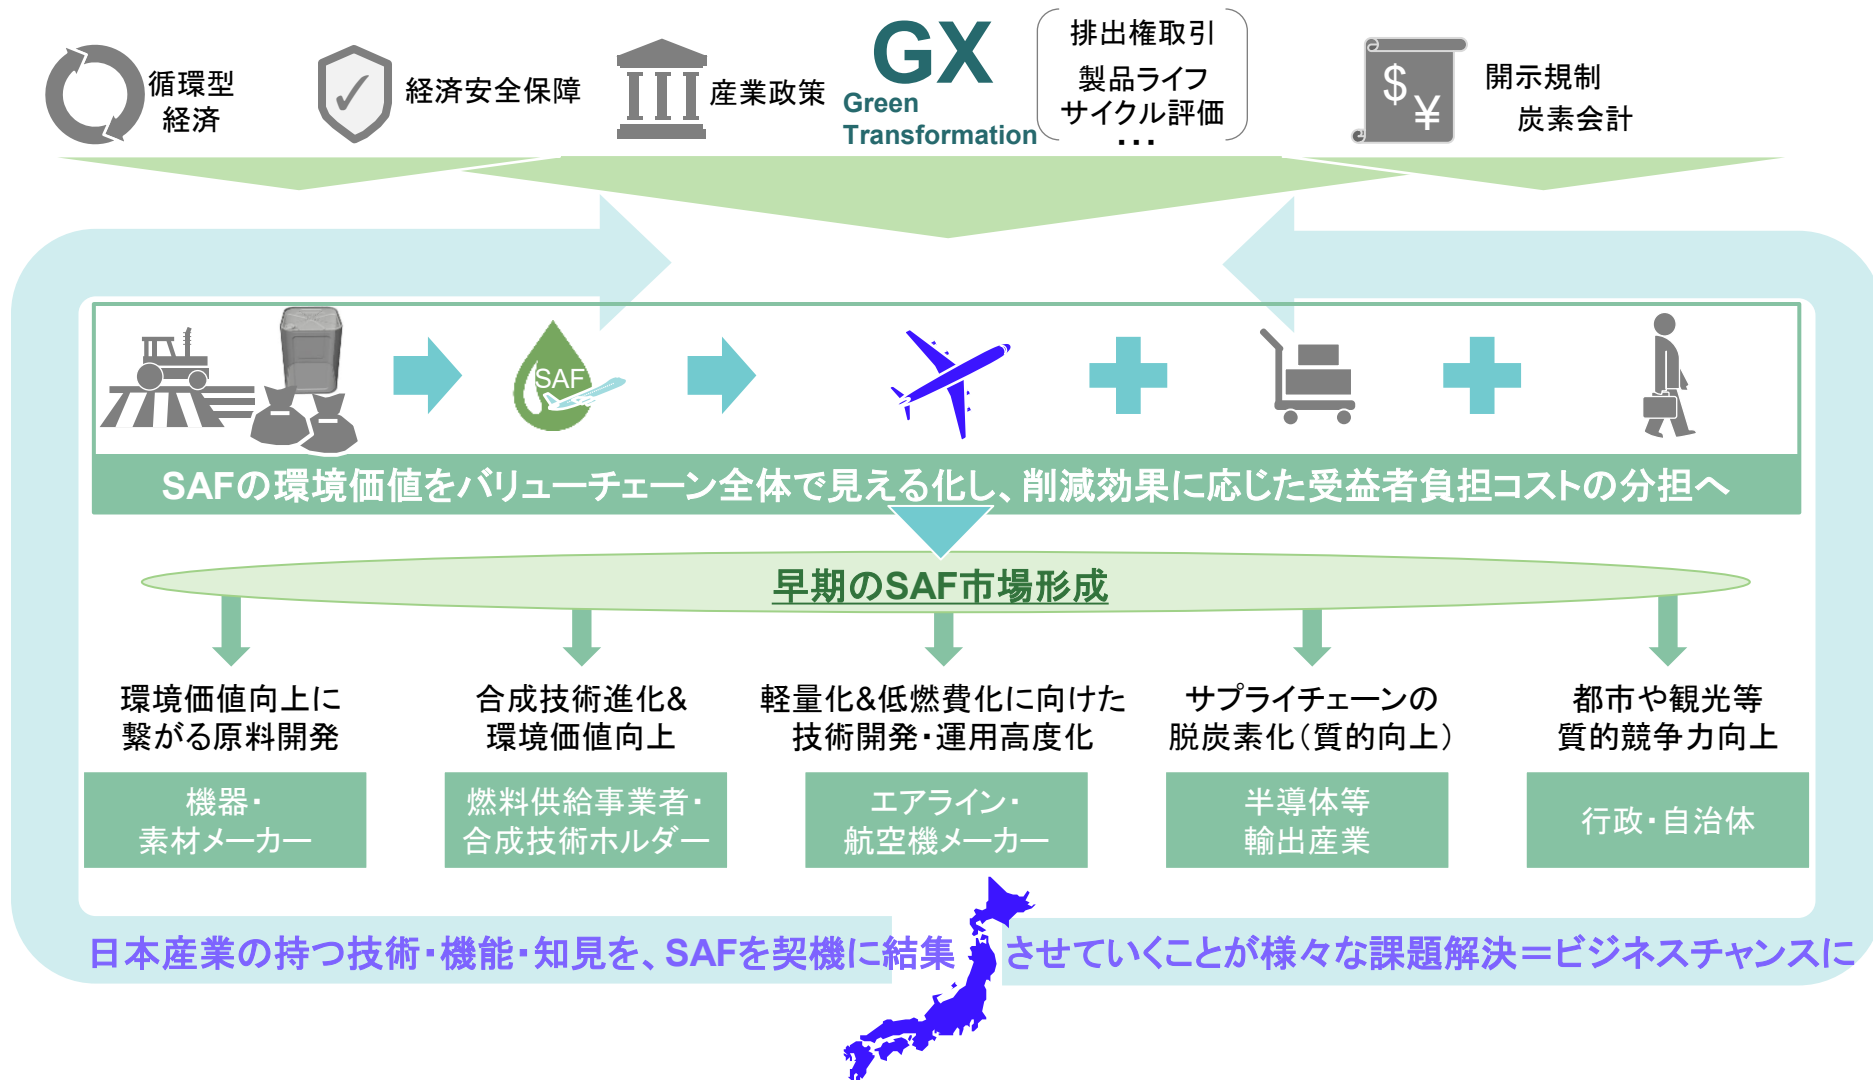 循環型
経済
経済安全保障
産業政策
GX
Green
Transformation
排出権取引
製品ライフ
サイクル評価
…
$
¥
開示規制
炭素会計
SAF
SAFの環境価値をバリューチェーン全体で見える化し、削減効果に応じた受益者負担コストの分担へ
早期のSAF市場形成
環境価値向上に
繋がる原料開発
合成技術進化&
環境価値向上
軽量化&低燃費化に向けた
技術開発・運用高度化
サプライチェーンの
脱炭素化（質的向上）
都市や観光等
質的競争力向上
機器・
素材メーカー
燃料供給事業者・
合成技術ホルダー
エアライン・
航空機メーカー
半導体等
輸出産業
行政・自治体
日本産業の持つ技術・機能・知見を、SAFを契機に結集 させていくことが様々な課題解決＝ビジネスチャンスに